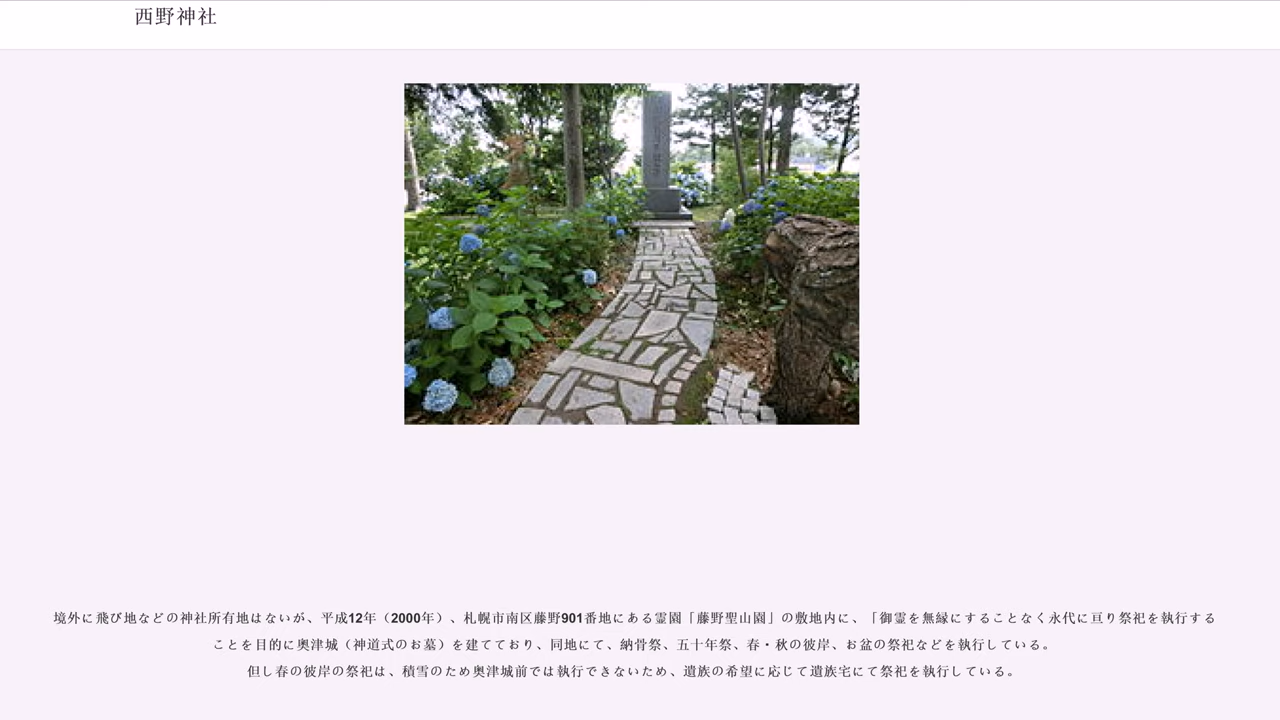 西野神社
境外に飛び地などの神社所有地はないが、平成12年（2000年）、札幌市南区藤野901番地にある霊園「藤野聖山園」の敷地内に、「御霊を無縁にすることなく永代に亘り祭祀を執行する
ことを目的に奥津城（神道式のお墓）を建てており、同地にて、納骨祭、五十年祭、春・秋の彼岸、お盆の祭祀などを執行している。
但し春の彼岸の祭祀は、積雪のため奥津城前では執行できないため、遺族の希望に応じて遺族宅にて祭祀を執行している。